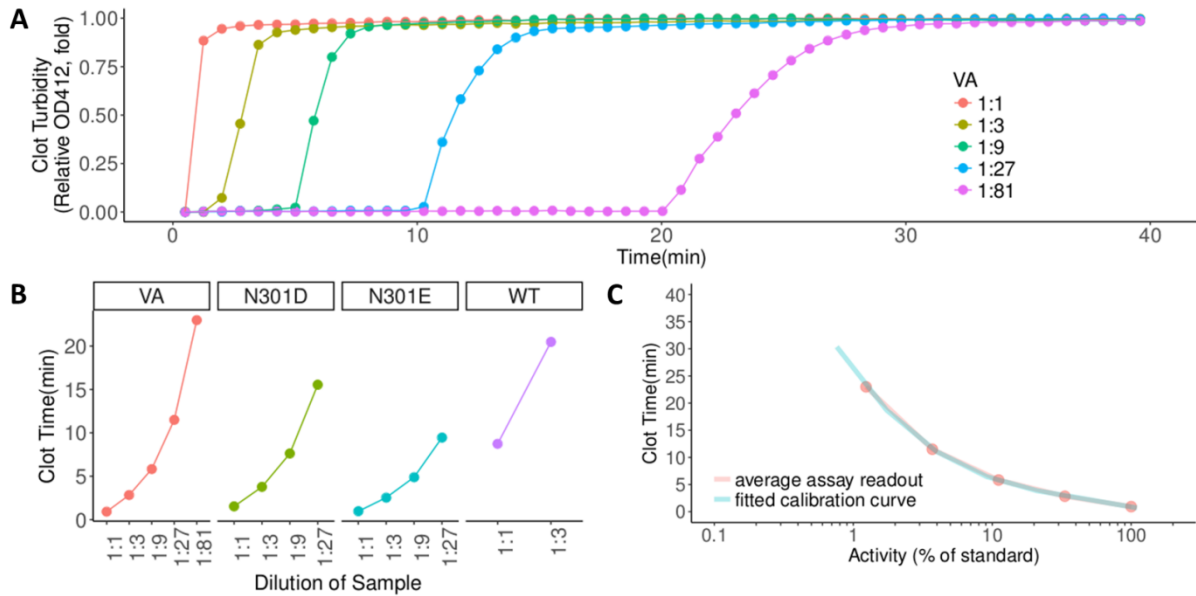 A
Clot Turbidity
(Relative OD412, fold)
1.00
0.75
0.50
0.25
0.00
0
10
20
30
40
Time(min)
VA
1:1
1:3
1:9
1:27
1:81
B
VA
N301D
N301E
WT
Clot Time(min)
20
15
10
5
0
1:1
1:3
1:9
1:27
1:81
1:1
1:3
1:9
1:27
1:1
1:3
1:9
1:27
1:1
1:3
Dilution of Sample
C
Clot Time(min)
40
35
30
25
20
15
10
5
0
average assay readout
fitted calibration curve
0.1
1
10
100
Activity (% of standard)